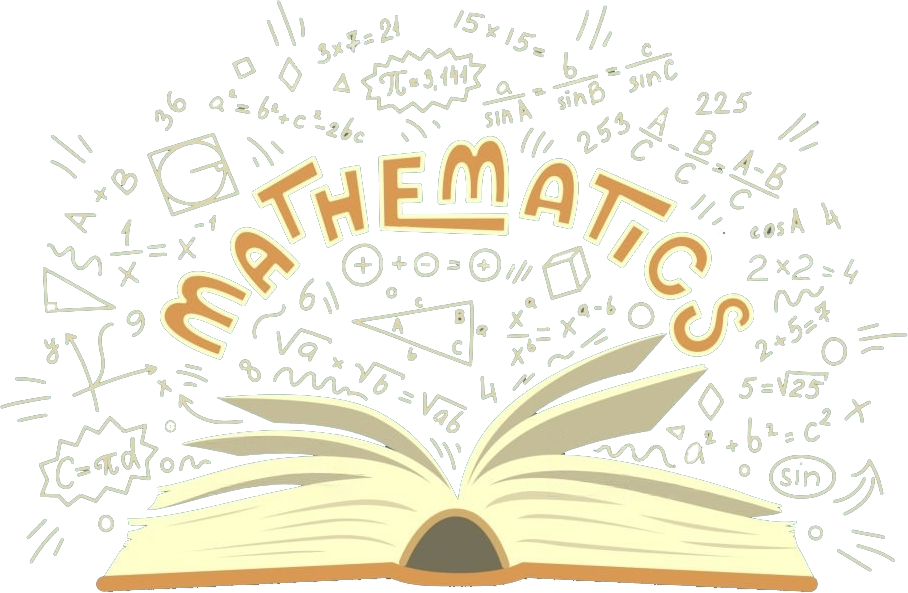 3×7=21
15×15=
π=3,141
a/sinA = b/sinB = c/sinC
36
a²=b²+c²-2bc
225
253
A/C - B/C = A-B/C
A×B
MATHEMATICS
cosA
4
1/x = x⁻¹
+ + - = +
2×2=4
6
a
c
A
B
a
b
C
xᵃ/xᵇ = xᵃ⁻ᵇ
9
y
x
√a × √b = √ab
2+5=7
8
4
5=√25
C=πd
a²+b²=c²
x
sin